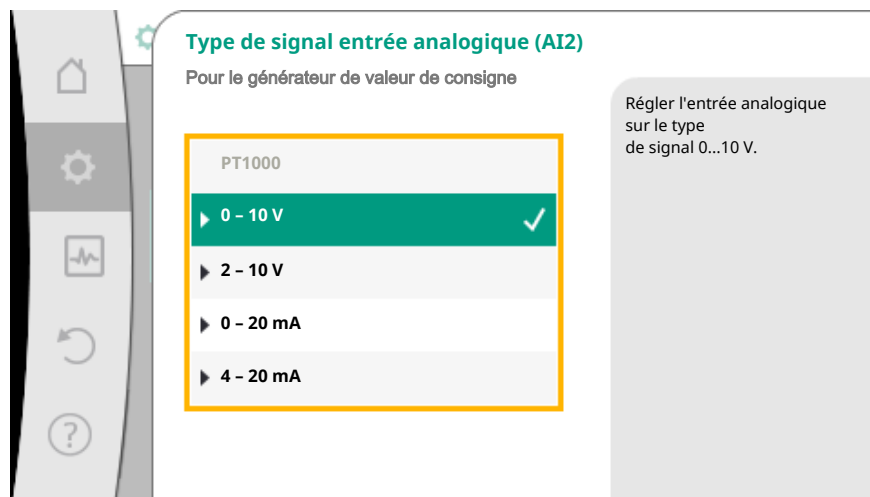 Type de signal entrée analogique (AI2)
Pour le générateur de valeur de consigne
PT1000
0 – 10 V
2 – 10 V
0 – 20 mA
4 – 20 mA
Régler l'entrée analogique
sur le type
de signal 0...10 V.
?